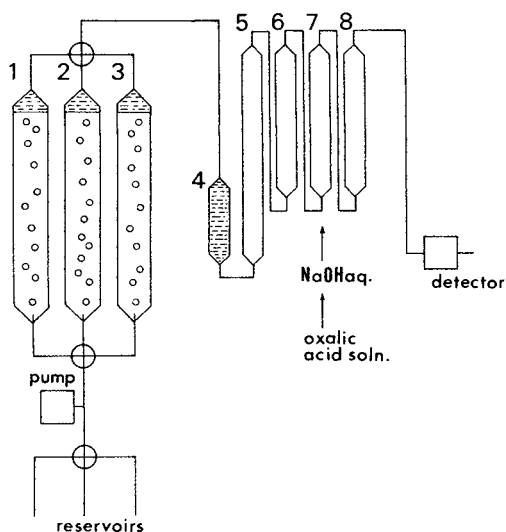 1 2 3
4
5 6 7 8
NaOHaq.
oxalic
acid soln.
detector
pump
reservoirs